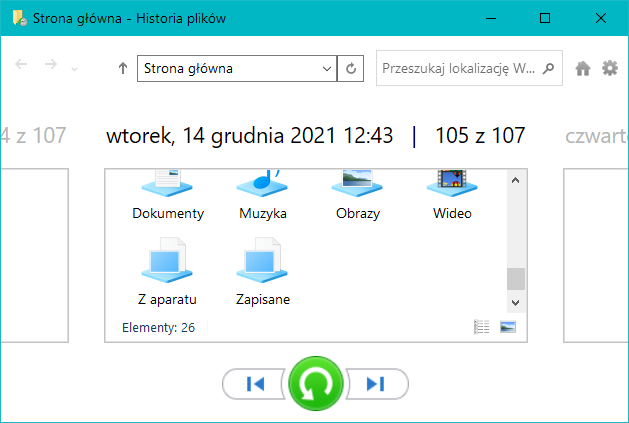 Strona główna - Historia plików
Strona główna
Przeszukaj lokalizację W...
4 z 107
wtorek, 14 grudnia 2021 12:43 | 105 z 107
czwart
Dokumenty Muzyka Obrazy Wideo
Z aparatu Zapisane
Elementy: 26